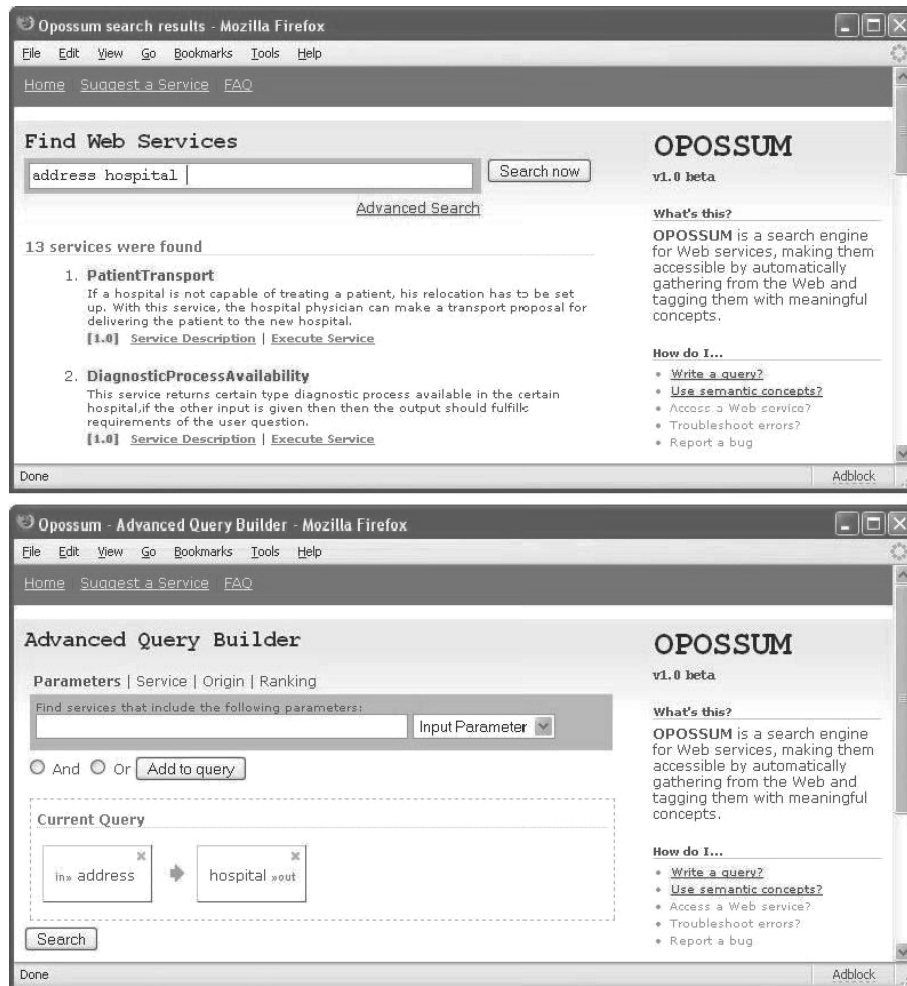 Opossum search results - Mozilla Firefox
File Edit View Go Bookmarks Tools Help
Home Suggest a Service FAQ
Find Web Services
address hospital
Search now
Advanced Search
13 services were found
1. PatientTransport
If a hospital is not capable of treating a patient, his relocation has to be set
up. With this service, the hospital physician can make a transport proposal for
delivering the patient to the new hospital.
[1.0] Service Description | Execute Service
2. DiagnosticProcessAvailability
This service returns certain type diagnostic process available in the certain
hospital,if the other input is given then then the output should fulfills
requirements of the user question.
[1.0] Service Description | Execute Service
OPOSSUM
v1.0 beta
What's this?
OPOSSUM is a search engine
for Web services, making them
accessible by automatically
gathering from the Web and
tagging them with meaningful
concepts.
How do I...
• Write a query?
• Use semantic concepts?
• Access a Web service?
• Troubleshoot errors?
• Report a bug
Done
Adblock
Opossum - Advanced Query Builder - Mozilla Firefox
File Edit View Go Bookmarks Tools Help
Home Suggest a Service FAQ
Advanced Query Builder
Parameters | Service | Origin | Ranking
Find services that include the following parameters:
Input Parameter
And Or Add to query
Current Query
in» address
hospital »out
Search
OPOSSUM
v1.0 beta
What's this?
OPOSSUM is a search engine
for Web services, making them
accessible by automatically
gathering from the Web and
tagging them with meaningful
concepts.
How do I...
• Write a query?
• Use semantic concepts?
• Access a Web service?
• Troubleshoot errors?
• Report a bug
Done
Adblock